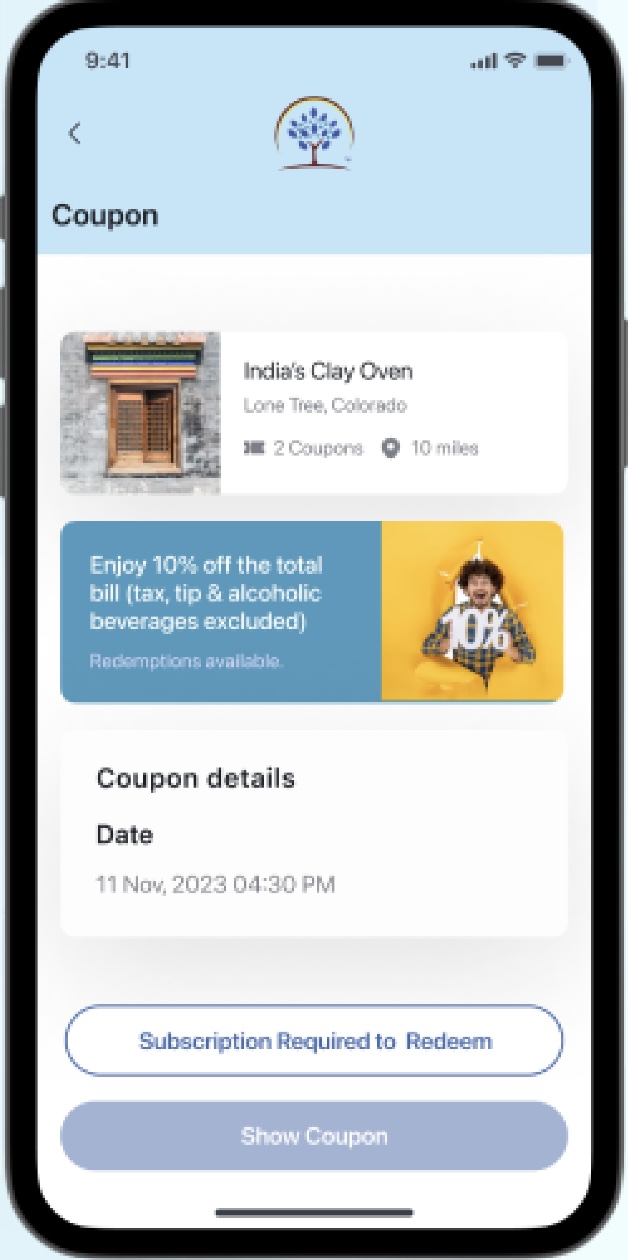 9:41
Coupon
India's Clay Oven
Lone Tree, Colorado
2 Coupons 10 miles
Enjoy 10% off the total
bill (tax, tip & alcoholic
beverages excluded)
Redemptions available.
10%
Coupon details
Date
11 Nov, 2023 04:30 PM
Subscription Required to Redeem
Show Coupon